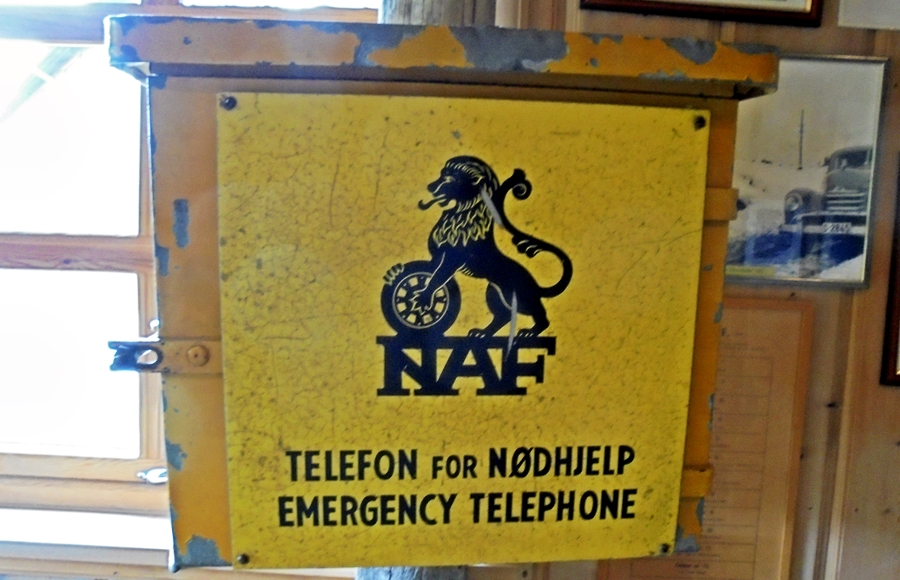 NAF
TELEFON FOR NØDHJELP
EMERGENCY TELEPHONE